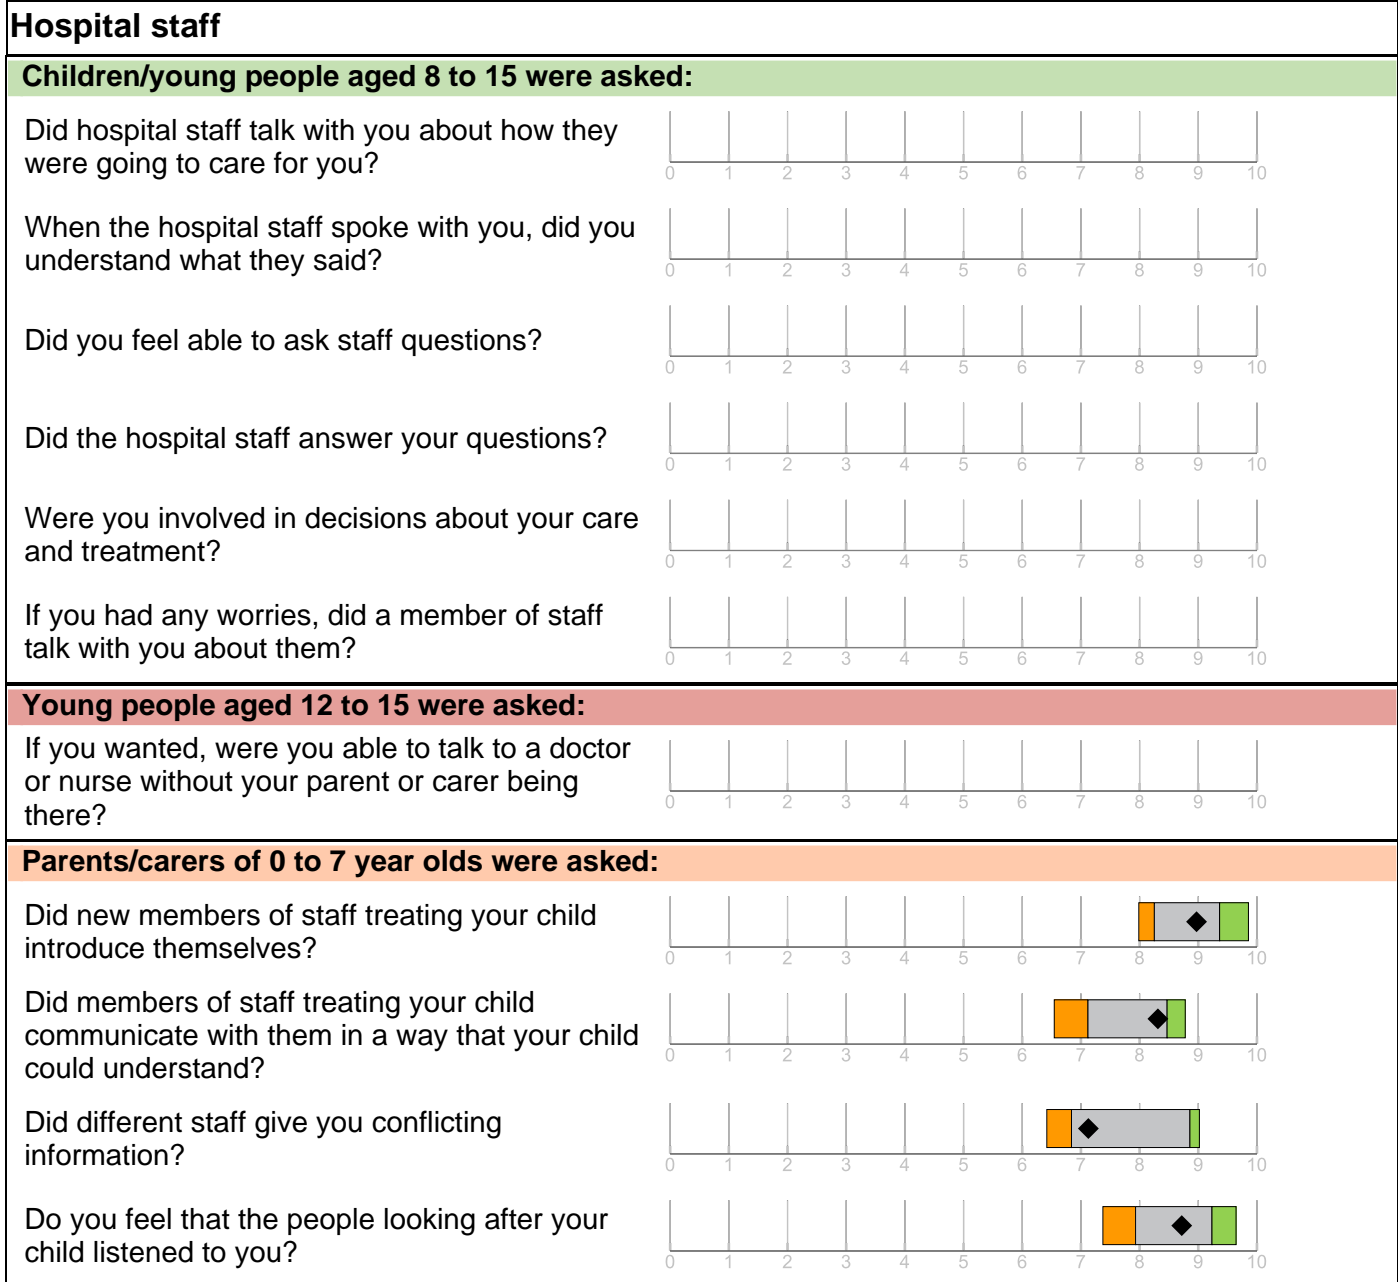 Hospital staff
Children/young people aged 8 to 15 were asked:
Did hospital staff talk with you about how they
were going to care for you?
0 1 2 3 4 5 6 7 8 9 10
When the hospital staff spoke with you, did you
understand what they said?
0 1 2 3 4 5 6 7 8 9 10
Did you feel able to ask staff questions?
0 1 2 3 4 5 6 7 8 9 10
Did the hospital staff answer your questions?
0 1 2 3 4 5 6 7 8 9 10
Were you involved in decisions about your care
and treatment?
0 1 2 3 4 5 6 7 8 9 10
If you had any worries, did a member of staff
talk with you about them?
0 1 2 3 4 5 6 7 8 9 10
Young people aged 12 to 15 were asked:
If you wanted, were you able to talk to a doctor
or nurse without your parent or carer being
there?
0 1 2 3 4 5 6 7 8 9 10
Parents/carers of 0 to 7 year olds were asked:
Did new members of staff treating your child
introduce themselves?
0 1 2 3 4 5 6 7 8 9 10
Did members of staff treating your child
communicate with them in a way that your child
could understand?
0 1 2 3 4 5 6 7 8 9 10
Did different staff give you conflicting
information?
0 1 2 3 4 5 6 7 8 9 10
Do you feel that the people looking after your
child listened to you?
0 1 2 3 4 5 6 7 8 9 10